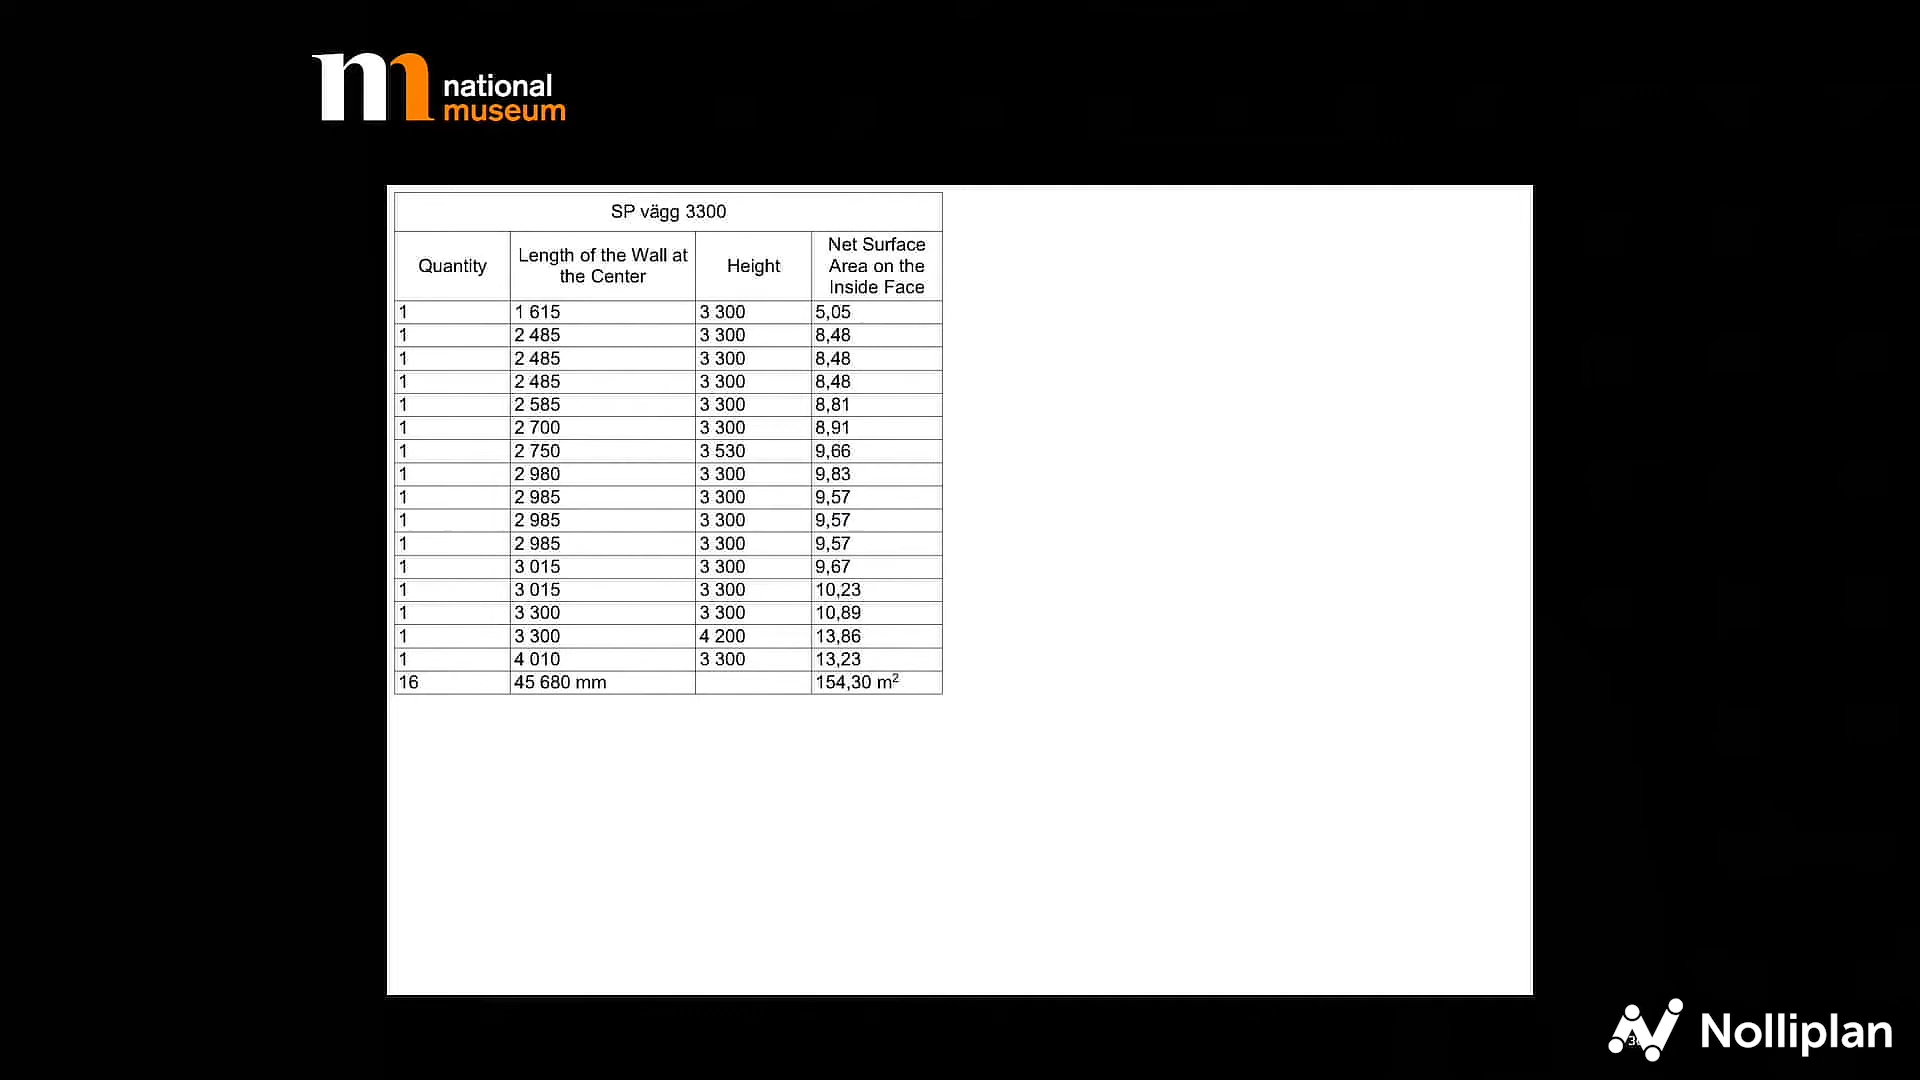 national
museum
SP vägg 3300
Quantity Length of the Wall at the Center Height Net Surface Area on the Inside Face
1 1 615 3 300 5,05
1 2 485 3 300 8,48
1 2 485 3 300 8,48
1 2 485 3 300 8,48
1 2 585 3 300 8,81
1 2 700 3 300 8,91
1 2 750 3 530 9,66
1 2 980 3 300 9,83
1 2 985 3 300 9,57
1 2 985 3 300 9,57
1 2 985 3 300 9,57
1 3 015 3 300 9,67
1 3 015 3 300 10,23
1 3 300 3 300 10,89
1 3 300 4 200 13,86
1 4 010 3 300 13,23
16 45 680 mm 154,30 m²
Nolliplan